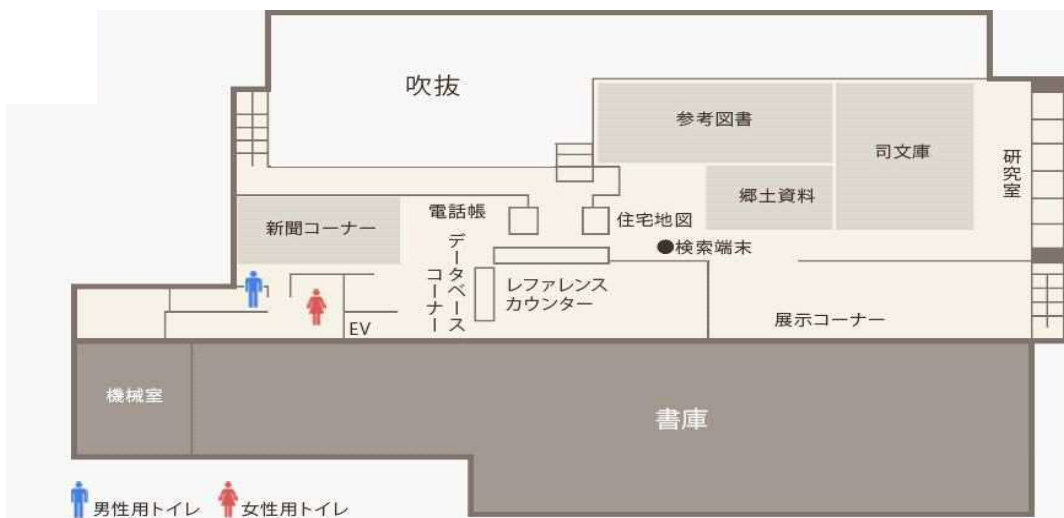 吹抜
参考図書
司文庫
研究室
郷土資料
電話帳
住宅地図
新聞コーナー
●検索端末
データベース
コーナー
レファレンス
カウンター
EV
展示コーナー
機械室
書庫
男性用トイレ
女性用トイレ